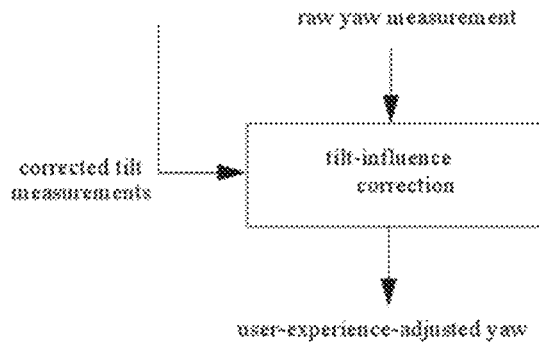 raw yaw measurement
tilt-influence
correction
corrected tilt
measurements
user-experience-adjusted yaw